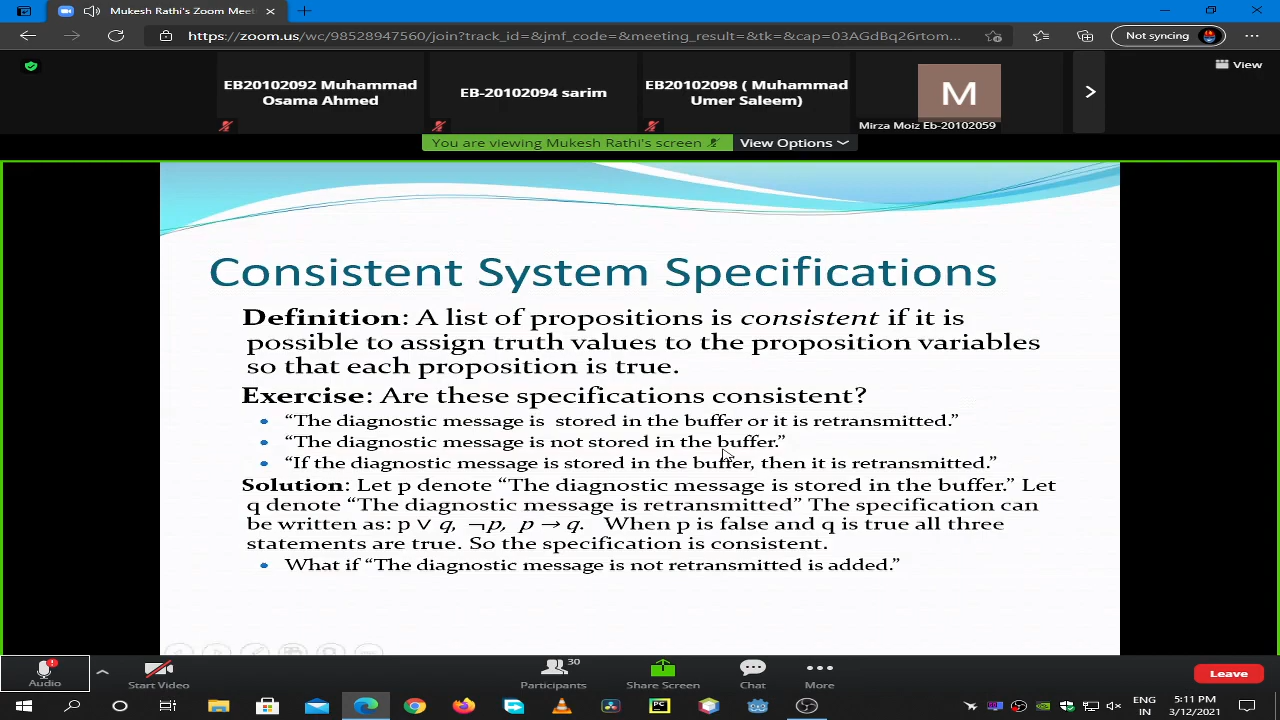 Mukesh Rathi's Zoom Meet
https://zoom.us/wc/98528947560/join?track_id=&jmf_code=&meeting_result=&tk=&cap=03AGdBq26rtom...
Not syncing
View
EB20102092 Muhammad
Osama Ahmed
EB-20102094 sarim
EB20102098 ( Muhammad
Umer Saleem)
M
Mirza Moiz Eb-20102059
You are viewing Mukesh Rathi's screen
View Options
Consistent System Specifications
Definition: A list of propositions is consistent if it is
possible to assign truth values to the proposition variables
so that each proposition is true.
Exercise: Are these specifications consistent?
• “The diagnostic message is stored in the buffer or it is retransmitted.”
• “The diagnostic message is not stored in the buffer.”
• “If the diagnostic message is stored in the buffer, then it is retransmitted.”
Solution: Let p denote “The diagnostic message is stored in the buffer.” Let
q denote “The diagnostic message is retransmitted” The specification can
be written as: p ∨ q, ¬p, p → q. When p is false and q is true all three
statements are true. So the specification is consistent.
• What if “The diagnostic message is not retransmitted is added.”
Audio
Start Video
Participants
30
Share Screen
Chat
More
Leave
PC
ENG
IN
5:11 PM
3/12/2021